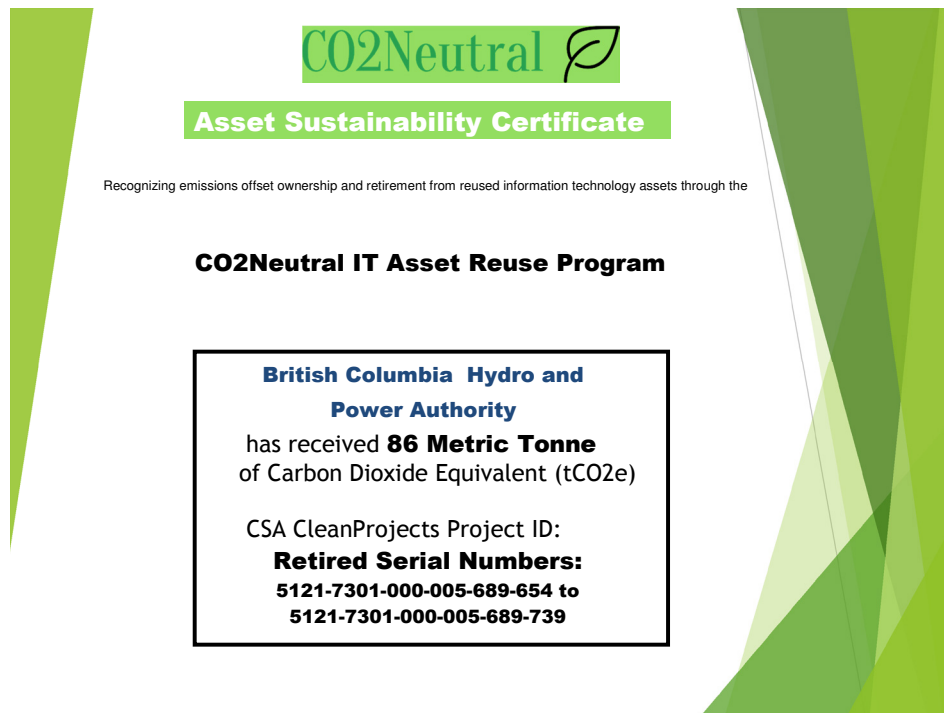 CO2Neutral
Asset Sustainability Certificate
Recognizing emissions offset ownership and retirement from reused information technology assets through the
CO2Neutral IT Asset Reuse Program
British Columbia Hydro and
Power Authority
has received 86 Metric Tonne
of Carbon Dioxide Equivalent (tCO2e)
CSA CleanProjects Project ID:
Retired Serial Numbers:
5121-7301-000-005-689-654 to
5121-7301-000-005-689-739